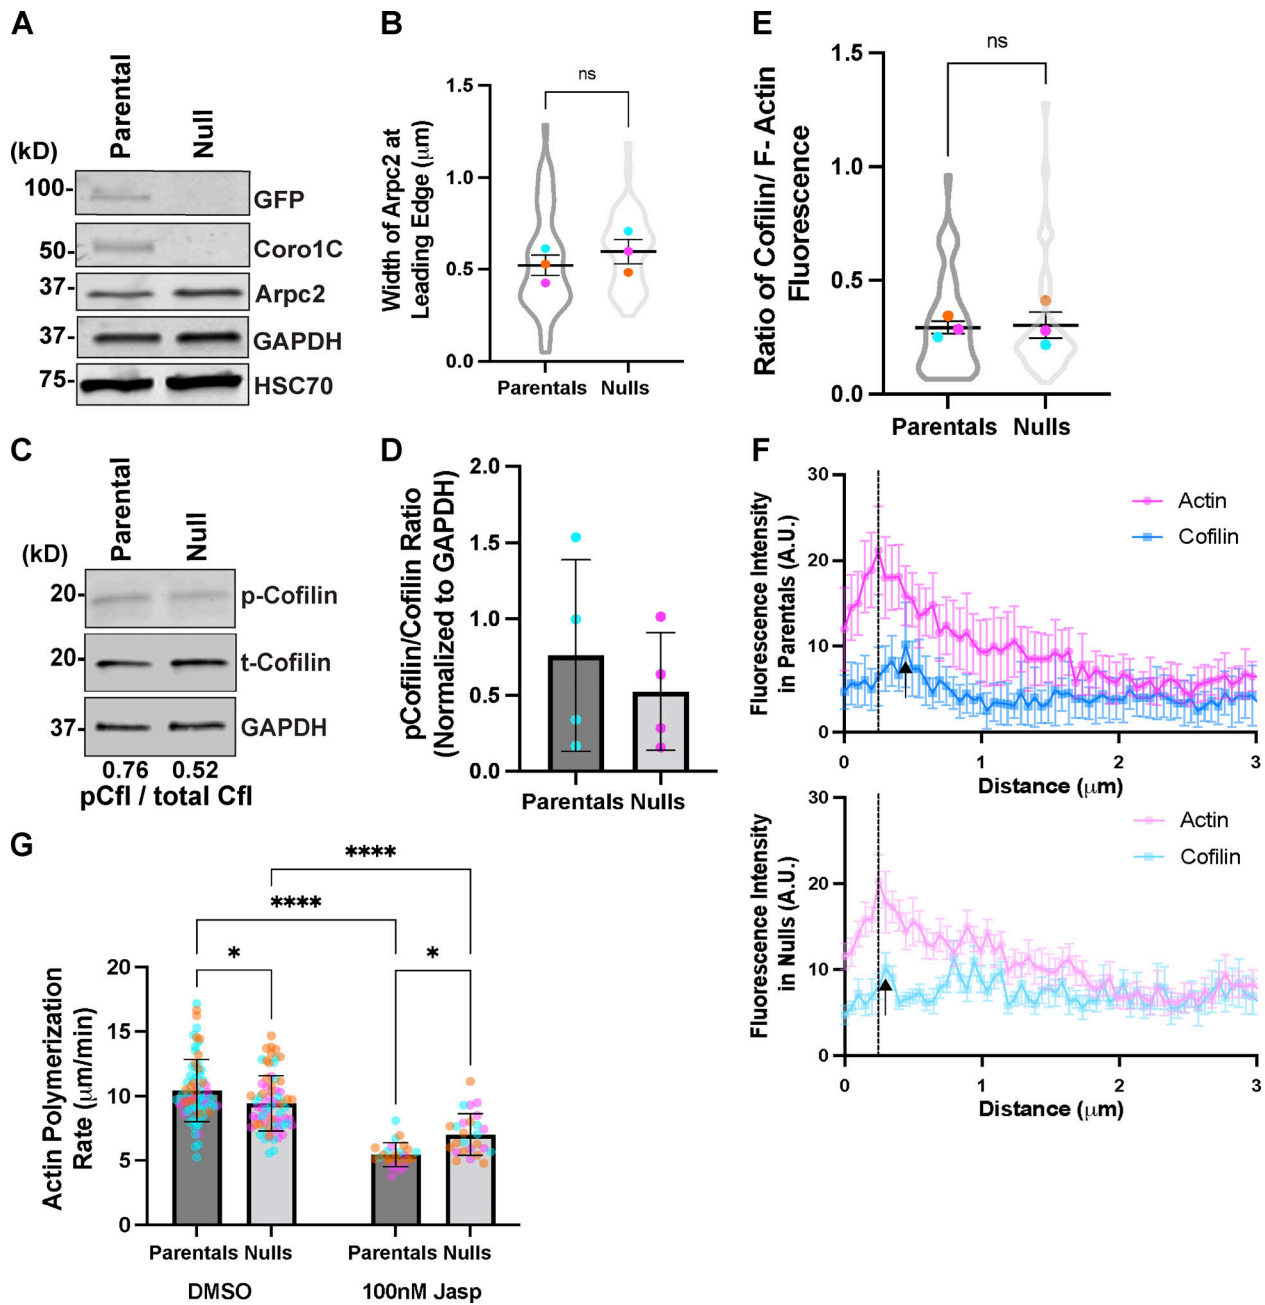 A
Parental
Null
(kD)
100-
GFP
50-
Coro1C
37-
Arpc2
37-
GAPDH
75-
HSC70
B
ns
Width of Arpc2 at
Leading Edge (μm)
1.5
1.0
0.5
0.0
Parentals
Nulls
E
ns
Ratio of Cofilin/ F- Actin
Fluorescence
1.5
1.0
0.5
0.0
Parentals
Nulls
C
Parental
Null
(kD)
20-
p-Cofilin
20-
t-Cofilin
37-
GAPDH
0.76
0.52
pCfl / total Cfl
D
pCofilin/Cofilin Ratio
(Normalized to GAPDH)
2.0
1.5
1.0
0.5
0.0
Parentals
Nulls
F
Fluorescence Intensity
in Parentals (A.U.)
30
20
10
0
Actin
Cofilin
0
1
2
3
Distance (μm)
Fluorescence Intensity
in Nulls (A.U.)
30
20
10
0
Actin
Cofilin
0
1
2
3
Distance (μm)
G
****
****
*
*
Actin Polymerization
Rate (μm/min)
20
15
10
5
0
Parentals
Nulls
Parentals
Nulls
DMSO
100nM Jasp